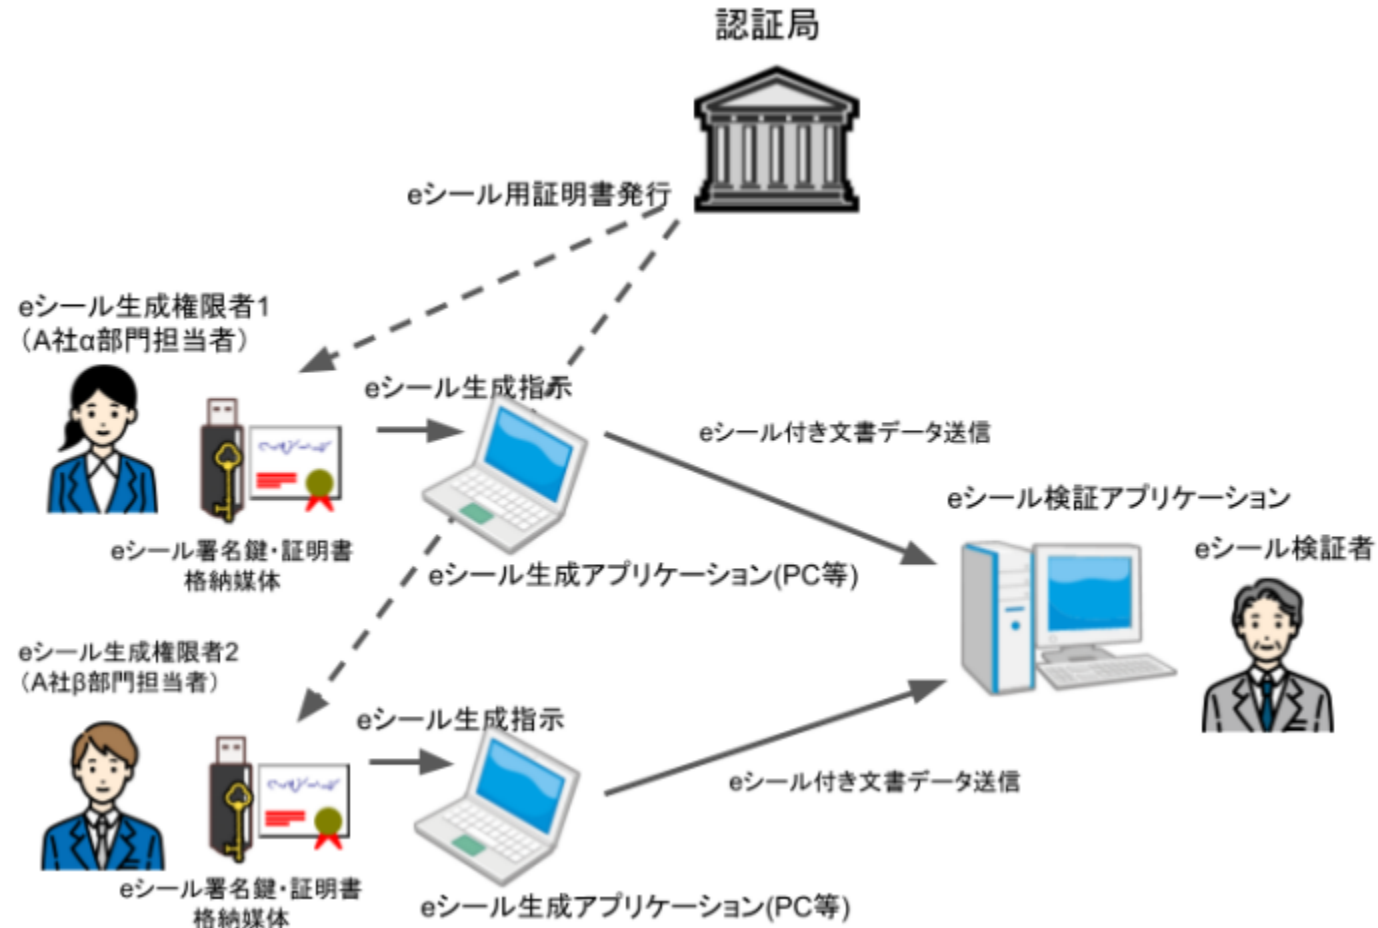 認証局
eシール用証明書発行
eシール生成権限者1
（A社α部門担当者）
eシール生成指示
eシール付き文書データ送信
eシール検証アプリケーション
eシール検証者
eシール署名鍵・証明書
格納媒体
eシール生成アプリケーション(PC等)
eシール生成権限者2
（A社β部門担当者）
eシール生成指示
eシール付き文書データ送信
eシール署名鍵・証明書
格納媒体
eシール生成アプリケーション(PC等)